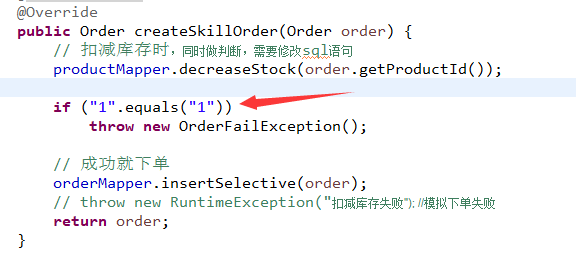 @Override
public Order createSkillOrder(Order order) {
// 扣减库存时，同时做判断，需要修改sql语句
productMapper.decreaseStock(order.getProductId());
if ("1".equals("1"))
throw new OrderFailException();
// 成功就下单
orderMapper.insertSelective(order);
// throw new RuntimeException("扣减库存失败"); //模拟下单失败
return order;
}